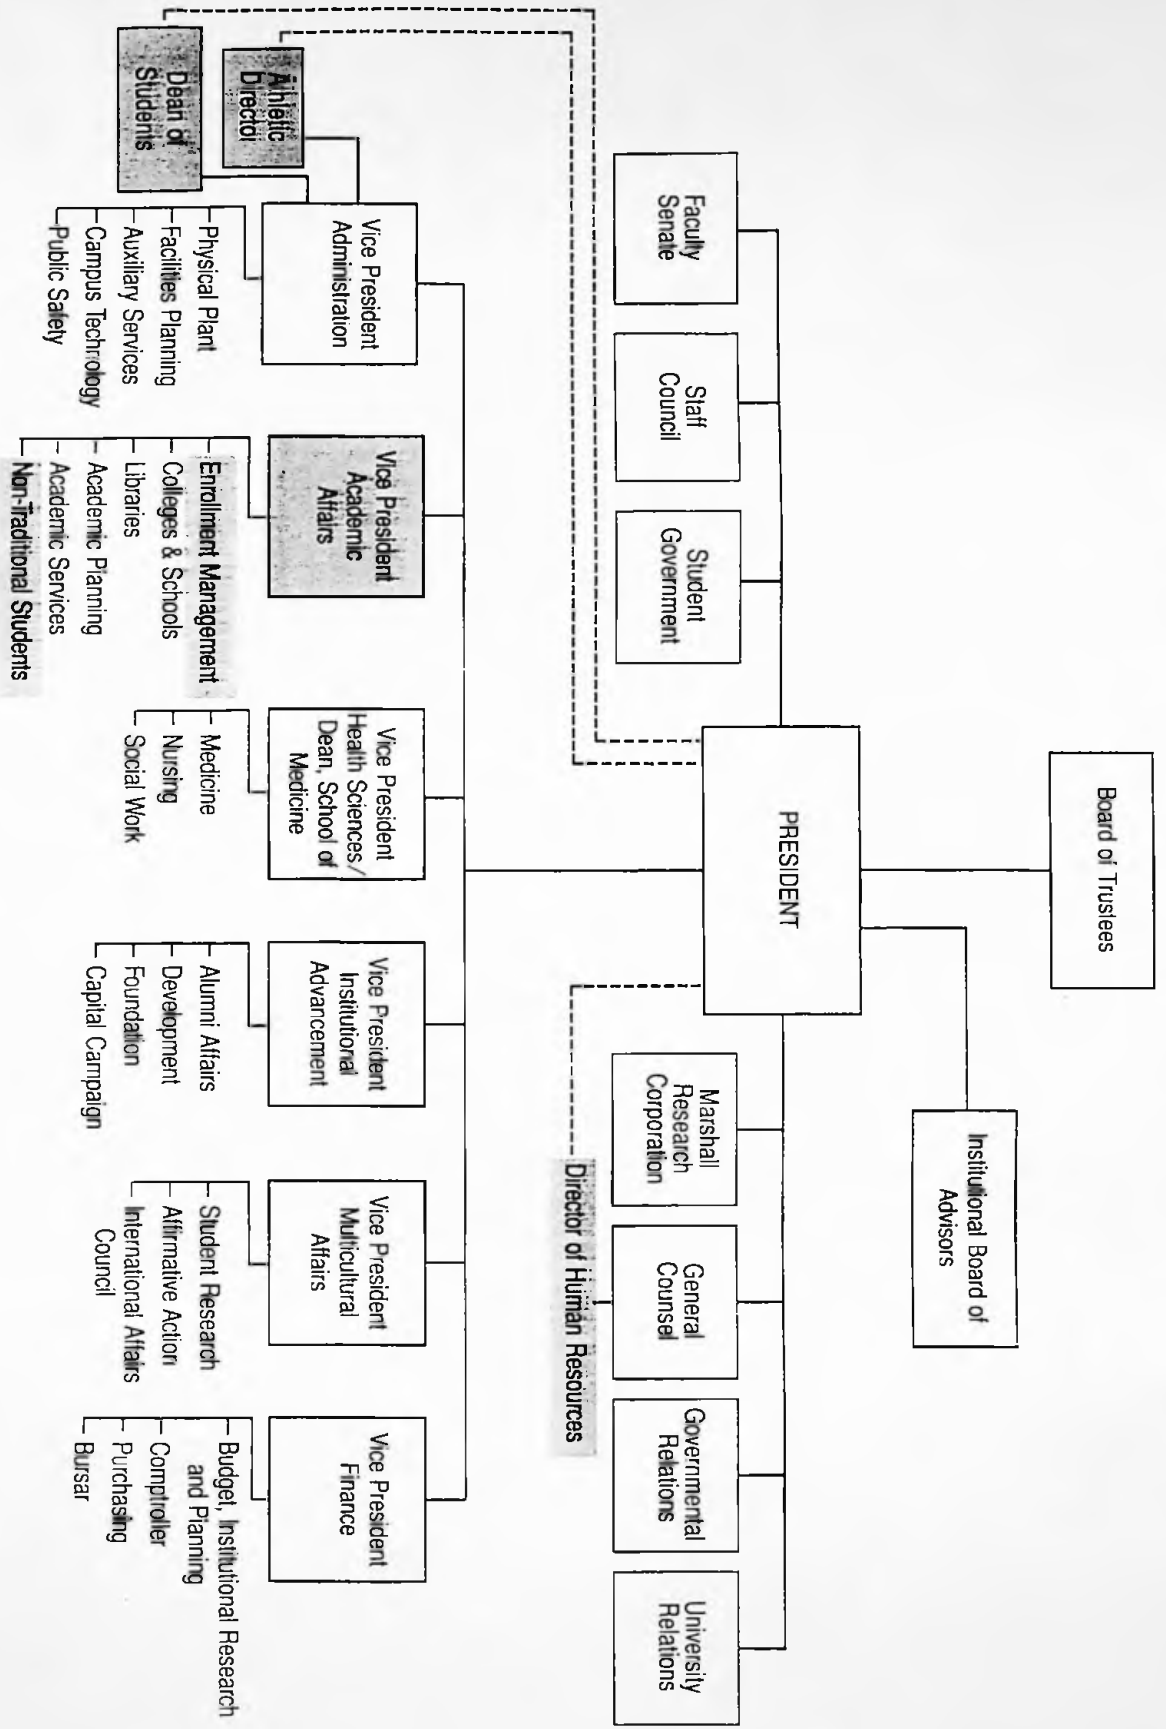 Board of Trustees
Institutional Board of
Advisors
PRESIDENT
Faculty
Senate
Staff
Council
Student
Government
Marshall
Research
Corporation
General
Counsel
Governmental
Relations
University
Relations
Director of Human Resources
Athletic
Director
Dean of
Students
Vice President
Administration
Physical Plant
Facilities Planning
Auxiliary Services
Campus Technology
Public Safety
Vice President
Academic
Affairs
Enrollment Management
Colleges & Schools
Libraries
Academic Planning
Academic Services
Non-Traditional Students
Vice President
Health Sciences/
Dean, School of
Medicine
Medicine
Nursing
Social Work
Vice President
Institutional
Advancement
Alumni Affairs
Development
Foundation
Capital Campaign
Vice President
Multicultural
Affairs
Student Research
Affirmative Action
International Affairs
Council
Vice President
Finance
Budget, Institutional Research
and Planning
Comptroller
Purchasing
Bursar